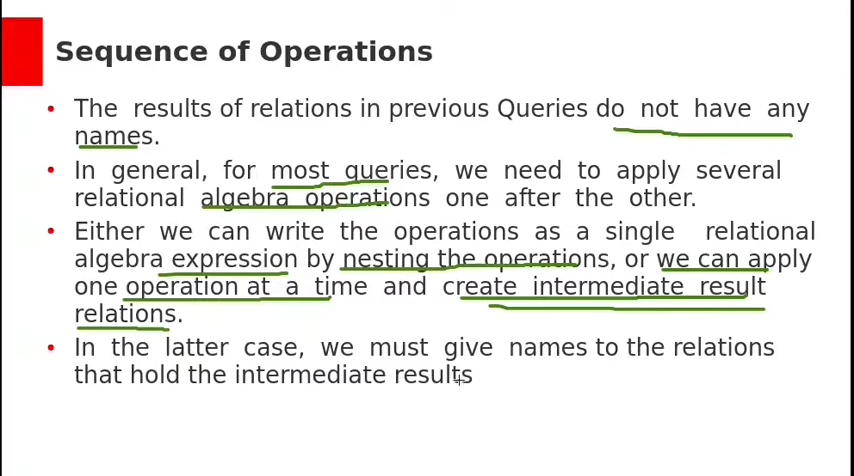 Sequence of Operations
• The results of relations in previous Queries do not have any
names.
• In general, for most queries, we need to apply several
relational algebra operations one after the other.
• Either we can write the operations as a single relational
algebra expression by nesting the operations, or we can apply
one operation at a time and create intermediate result
relations.
• In the latter case, we must give names to the relations
that hold the intermediate results